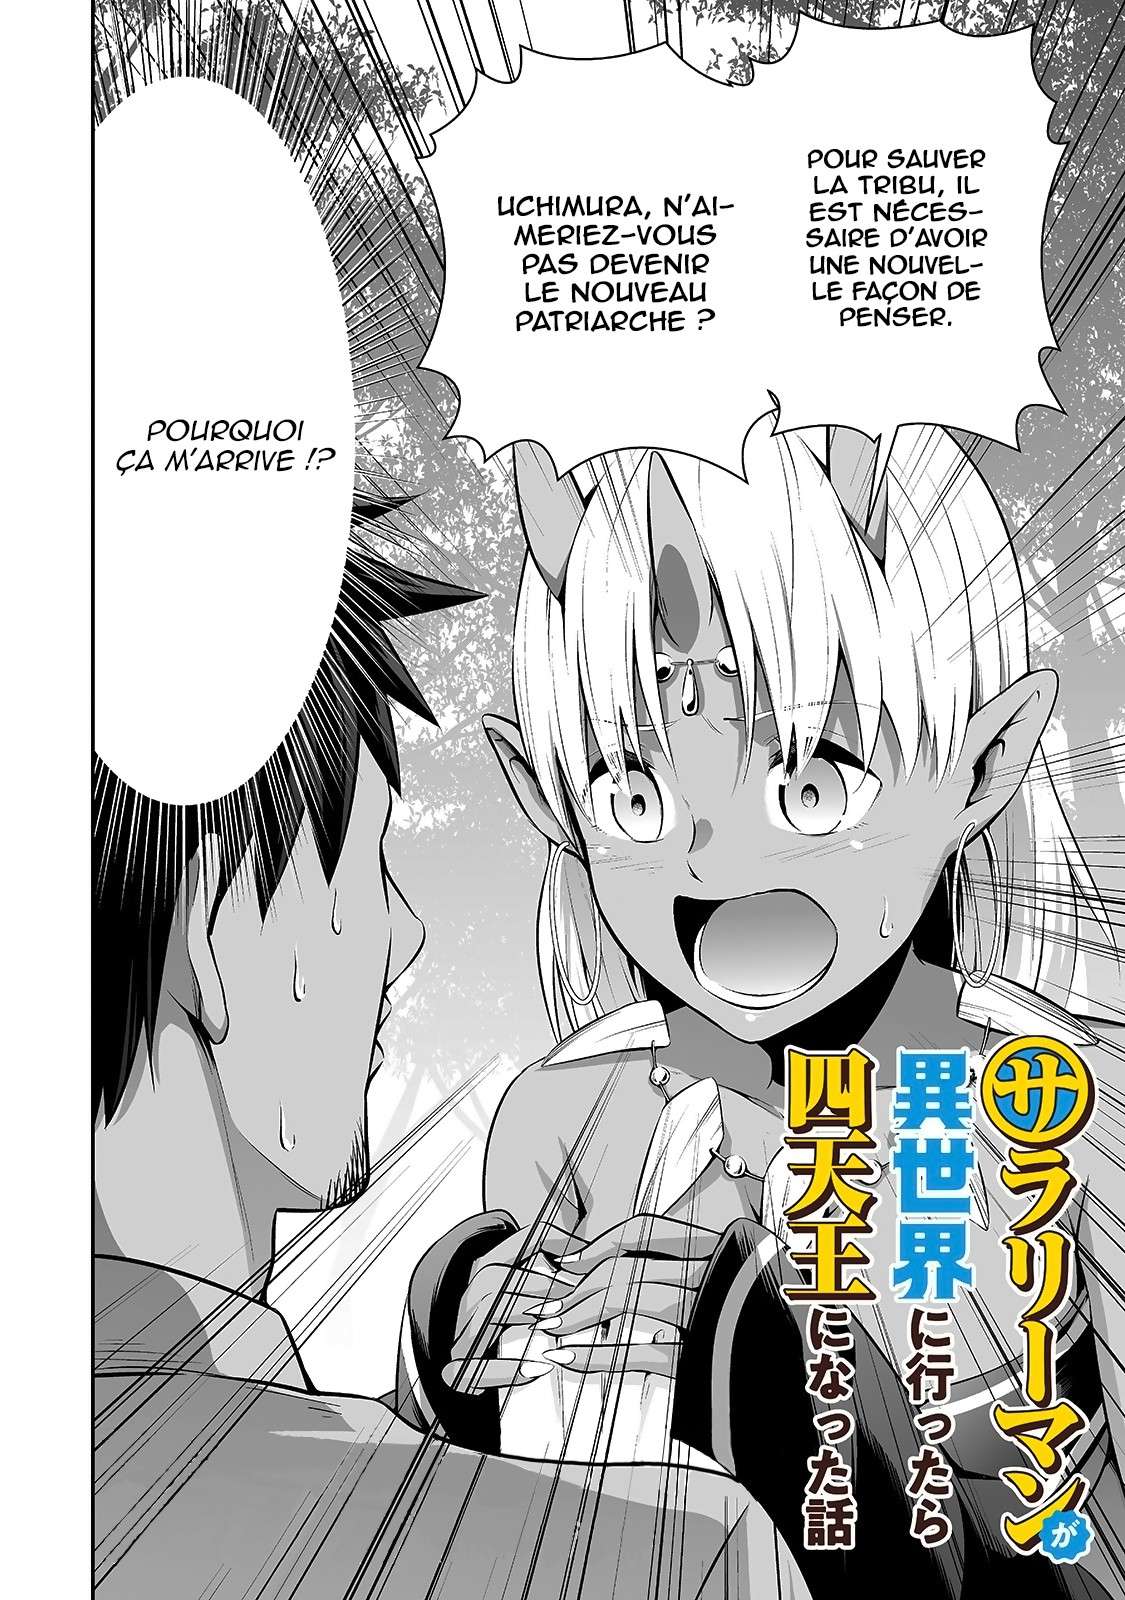 POUR SAUVER
LA TRIBU, IL
EST NÉCES-
SAIRE D'AVOIR
UNE NOUVEL-
LE FAÇON DE
PENSER.
UCHIMURA, N'AI-
MERIEZ-VOUS
PAS DEVENIR
LE NOUVEAU
PATRIARCHE ?
POURQUOI
ÇA M'ARRIVE !?
サラリーマンが
異世界に行ったら
四天王になった話